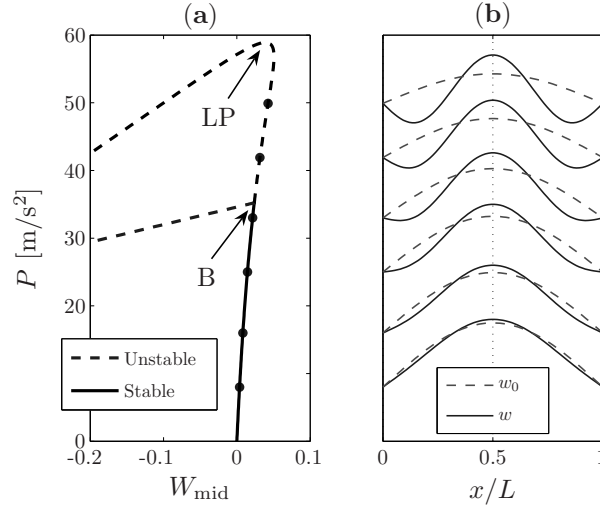 (a)
(b)
60
50
40
30
20
10
0
P [m/s²]
LP
B
Unstable
Stable
-0.2
-0.1
0
0.1
W_mid
w₀
w
0
0.5
1
x/L